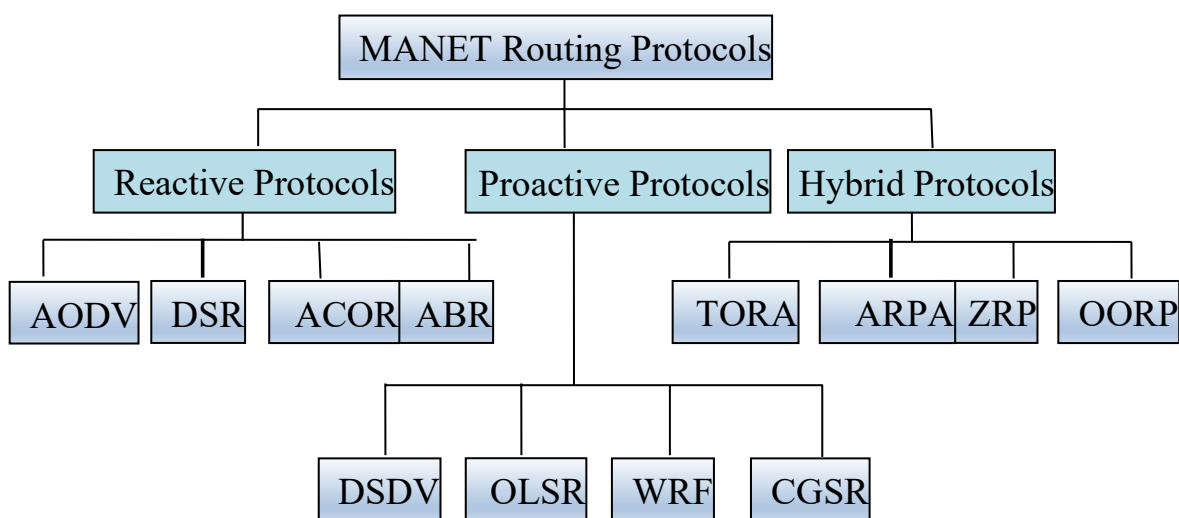 MANET Routing Protocols
Reactive Protocols
Proactive Protocols
Hybrid Protocols
AODV
DSR
ACOR
ABR
TORA
ARPA
ZRP
OORP
DSDV
OLSR
WRF
CGSR